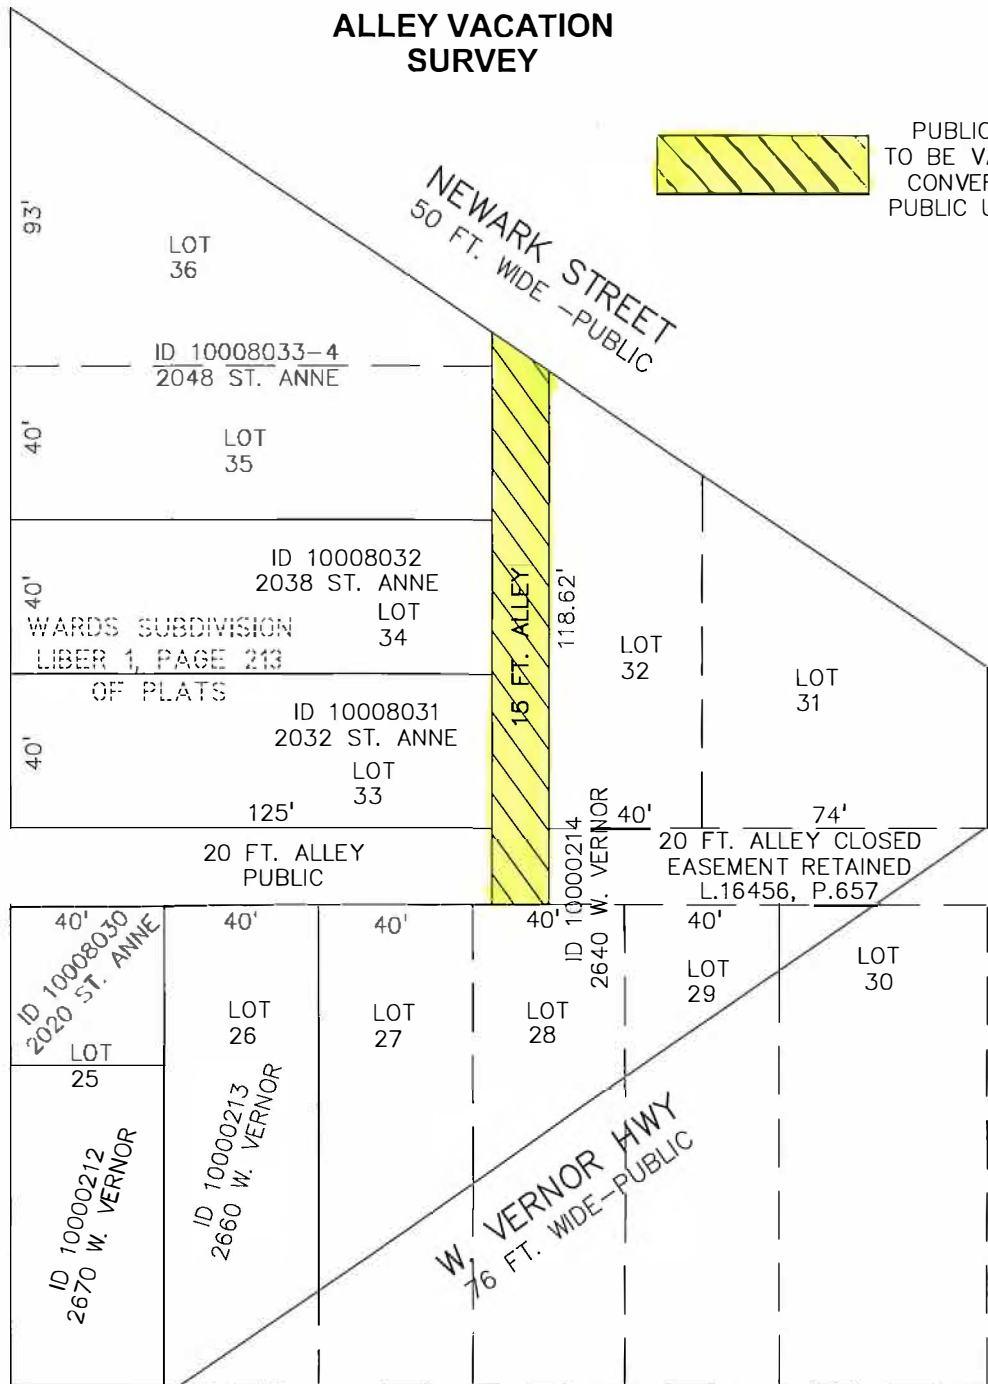 ALLEY VACATION
SURVEY
PUBLIC
TO BE
PUBLIC
NEWARK STREET
50 FT. WIDE –PUBLIC
93'
LOT
36
ID 10008033–4
2048 ST. ANNE
40'
LOT
35
ID 10008032
2038 ST. ANNE
LOT
34
40'
WARDS SUBDIVISION
LIBER 1, PAGE 213
OF PLATS
ID 10008031
2032 ST. ANNE
LOT
33
40'
125'
15 FT. ALLEY
118.62'
LOT
32
LOT
31
40'
74'
20 FT. ALLEY
PUBLIC
20 FT. ALLEY CLOSED
EASEMENT RETAINED
L.16456, P.657
ID 10000214
2640 W. VERNOR
40'
40'
40'
40'
40'
ID 10008030
2020 ST. ANNE
LOT
25
LOT
26
LOT
27
LOT
28
LOT
29
LOT
30
ID 10000212
2670 W. VERNOR
ID 10000213
2660 W. VERNOR
W. VERNOR HWY
76 FT. WIDE–PUBLIC